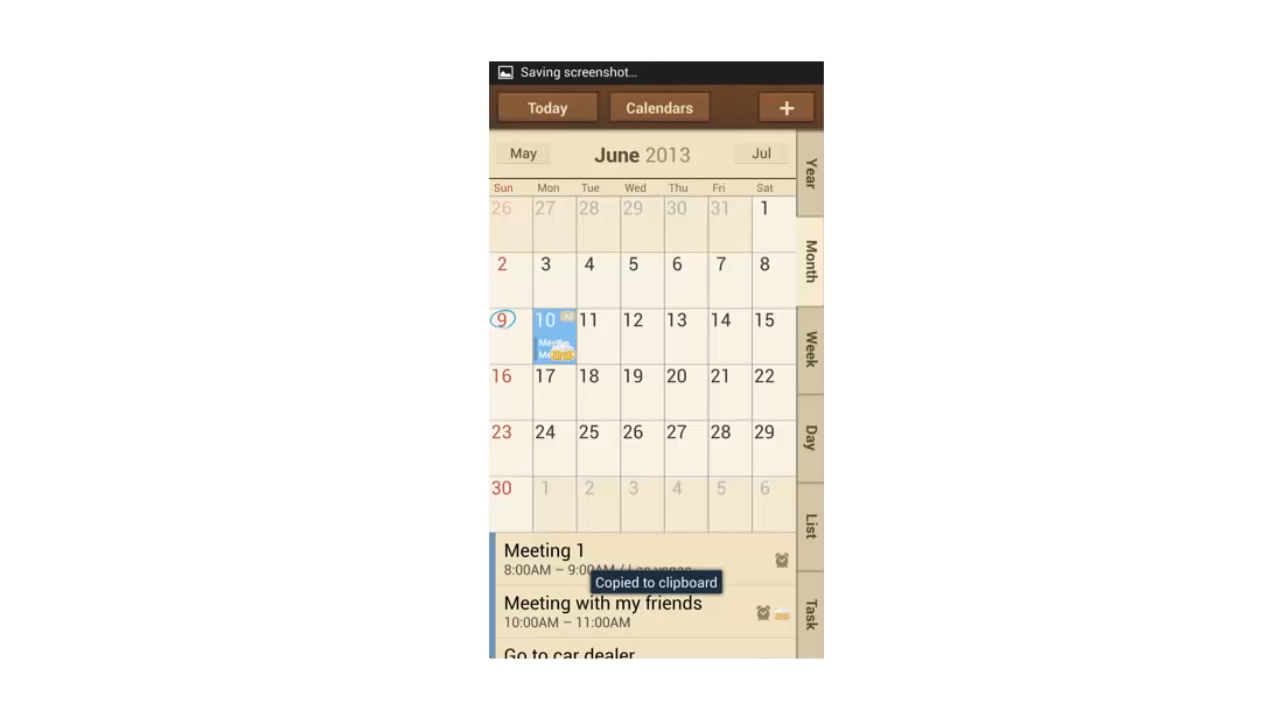 Saving screenshot...
Today Calendars +
May June 2013 Jul
Sun Mon Tue Wed Thu Fri Sat
26 27 28 29 30 31 1
2 3 4 5 6 7 8
9 10 11 12 13 14 15
16 17 18 19 20 21 22
23 24 25 26 27 28 29
30 1 2 3 4 5 6
Meeting 1
8:00AM – 9:00AM / Las vegas
Copied to clipboard
Meeting with my friends
10:00AM – 11:00AM
Go to car dealer
Year
Month
Week
Day
List
Task